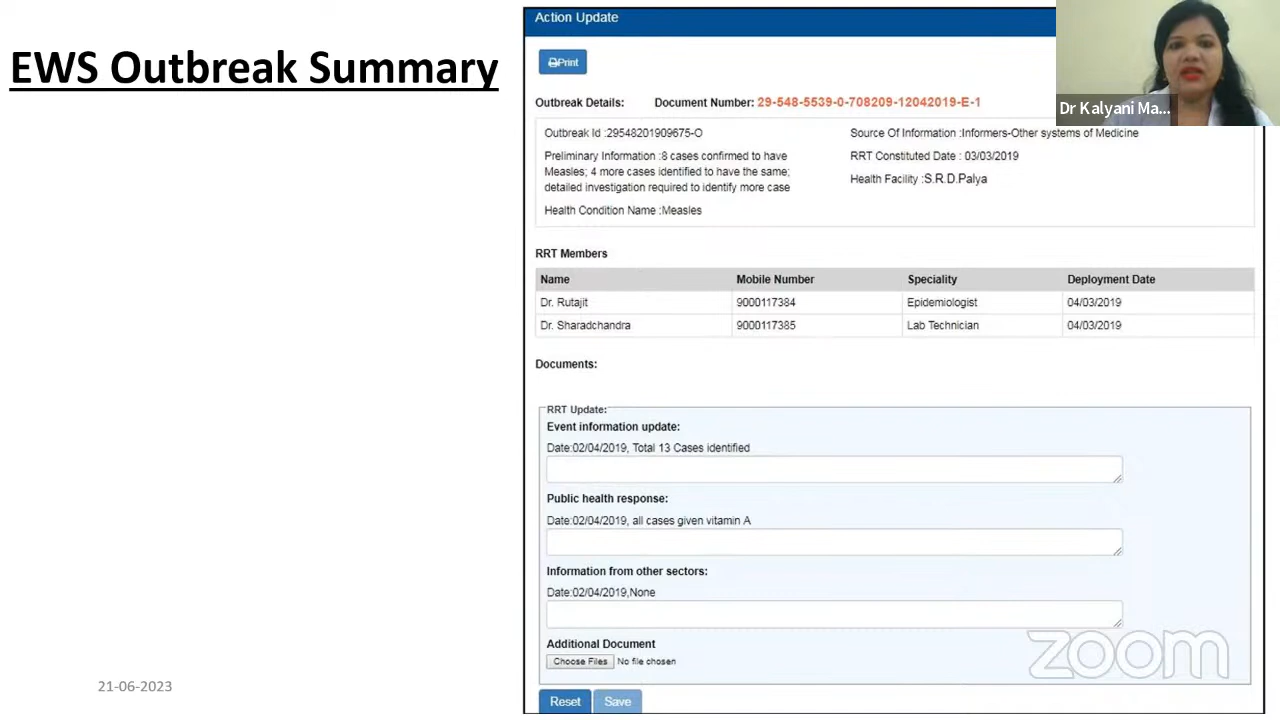 EWS Outbreak Summary
Action Update
Print
Outbreak Details: Document Number: 29-548-5539-0-708209-12042019-E-1
Outbreak Id :29548201909675-O
Preliminary Information :8 cases confirmed to have
Measles; 4 more cases identified to have the same;
detailed investigation required to identify more case
Health Condition Name :Measles
Source Of Information :Informers-Other systems of Medicine
RRT Constituted Date : 03/03/2019
Health Facility :S.R.D.Palya
RRT Members
Name Mobile Number Speciality Deployment Date
Dr. Rutajit 9000117384 Epidemiologist 04/03/2019
Dr. Sharadchandra 9000117385 Lab Technician 04/03/2019
Documents:
RRT Update:
Event information update:
Date:02/04/2019, Total 13 Cases identified
Public health response:
Date:02/04/2019, all cases given vitamin A
Information from other sectors:
Date:02/04/2019,None
Additional Document
Choose Files No file chosen
Reset Save
21-06-2023
Dr Kalyani Ma...
zoom